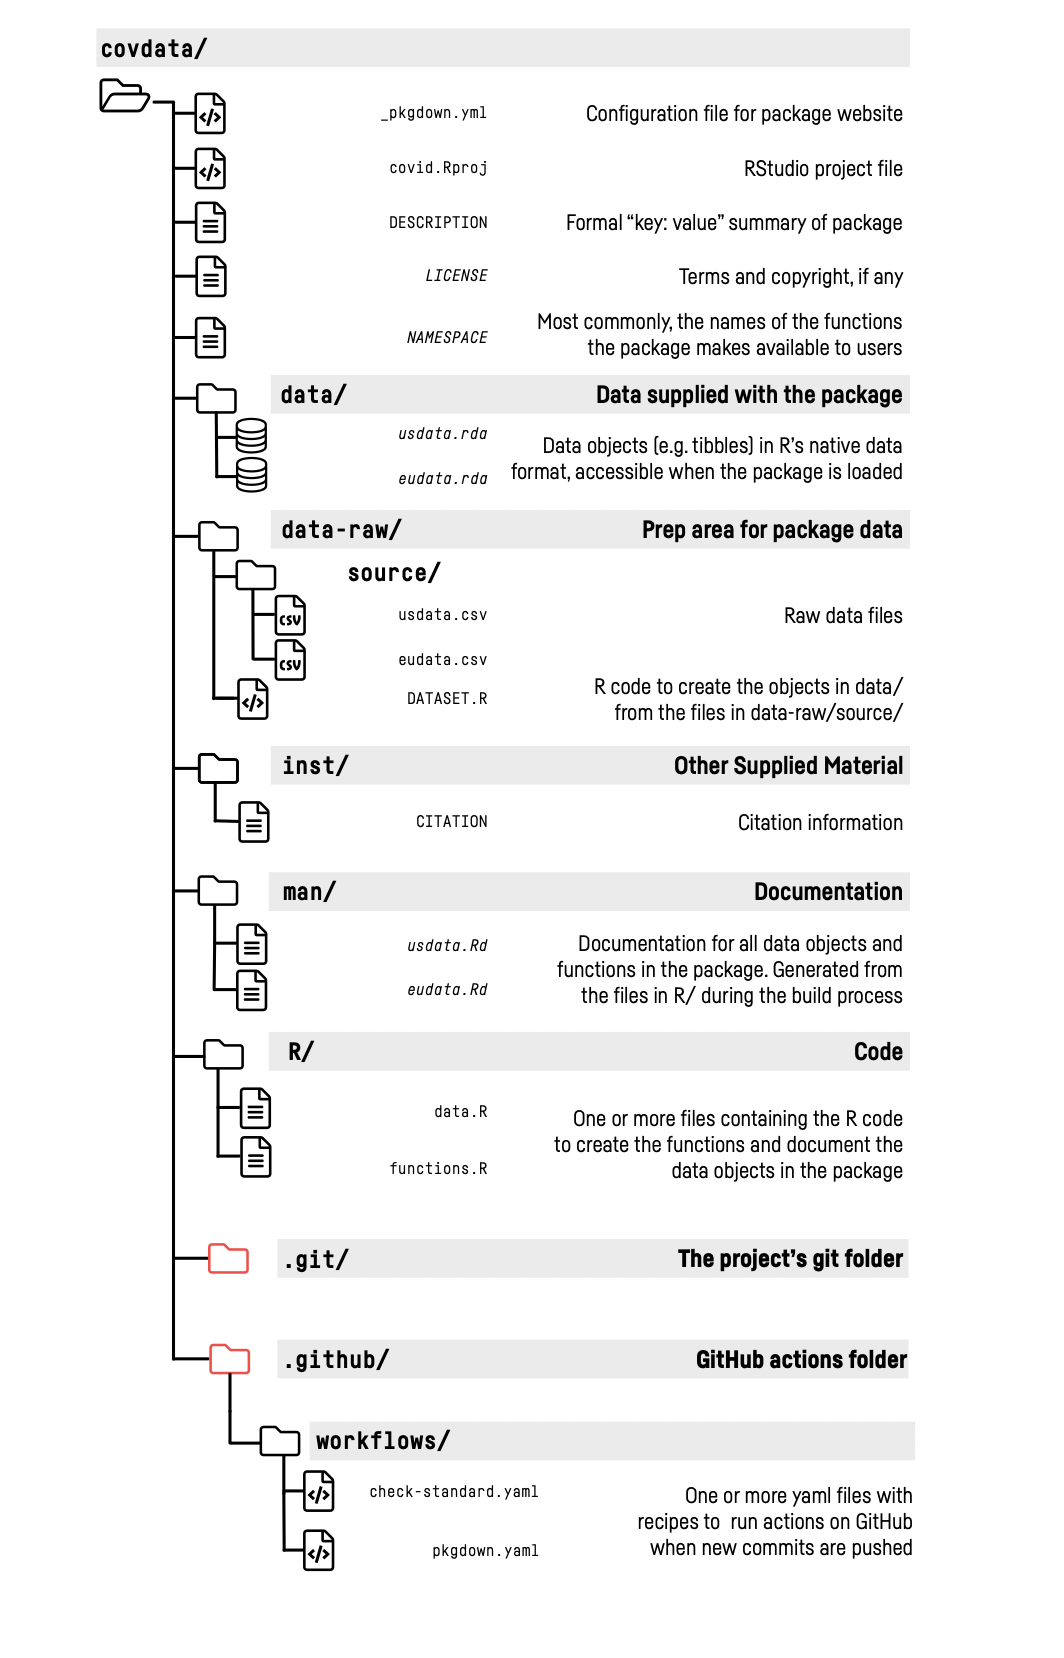 covdata/
_pkgdown.yml Configuration file for package website
covid.Rproj RStudio project file
DESCRIPTION Formal “key: value” summary of package
LICENSE Terms and copyright, if any
NAMESPACE Most commonly, the names of the functions
the package makes available to users
data/ Data supplied with the package
usdata.rda
Data objects (e.g. tibbles) in R’s native data
format, accessible when the package is loaded
eudata.rda
data-raw/ Prep area for package data
source/
CSV usdata.csv Raw data files
CSV eudata.csv
DATASET.R R code to create the objects in data/
from the files in data-raw/source/
inst/ Other Supplied Material
CITATION Citation information
man/ Documentation
usdata.Rd Documentation for all data objects and
functions in the package. Generated from
eudata.Rd the files in R/ during the build process
R/ Code
data.R One or more files containing the R code
to create the functions and document the
functions.R data objects in the package
.git/ The project’s git folder
.github/ GitHub actions folder
workflows/
check-standard.yaml One or more yaml files with
recipes to run actions on GitHub
pkgdown.yaml when new commits are pushed